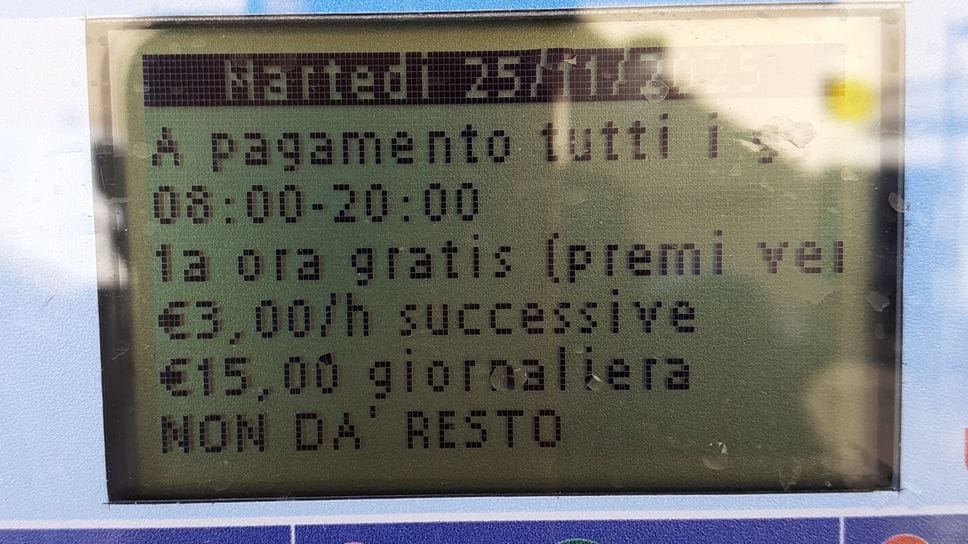 Martedì 25/11/2025
A pagamento tutti i
08:00-20:00
1a ora gratis (premi
€3,00/h successive
€15,00 giornaliera
NON DA' RESTO